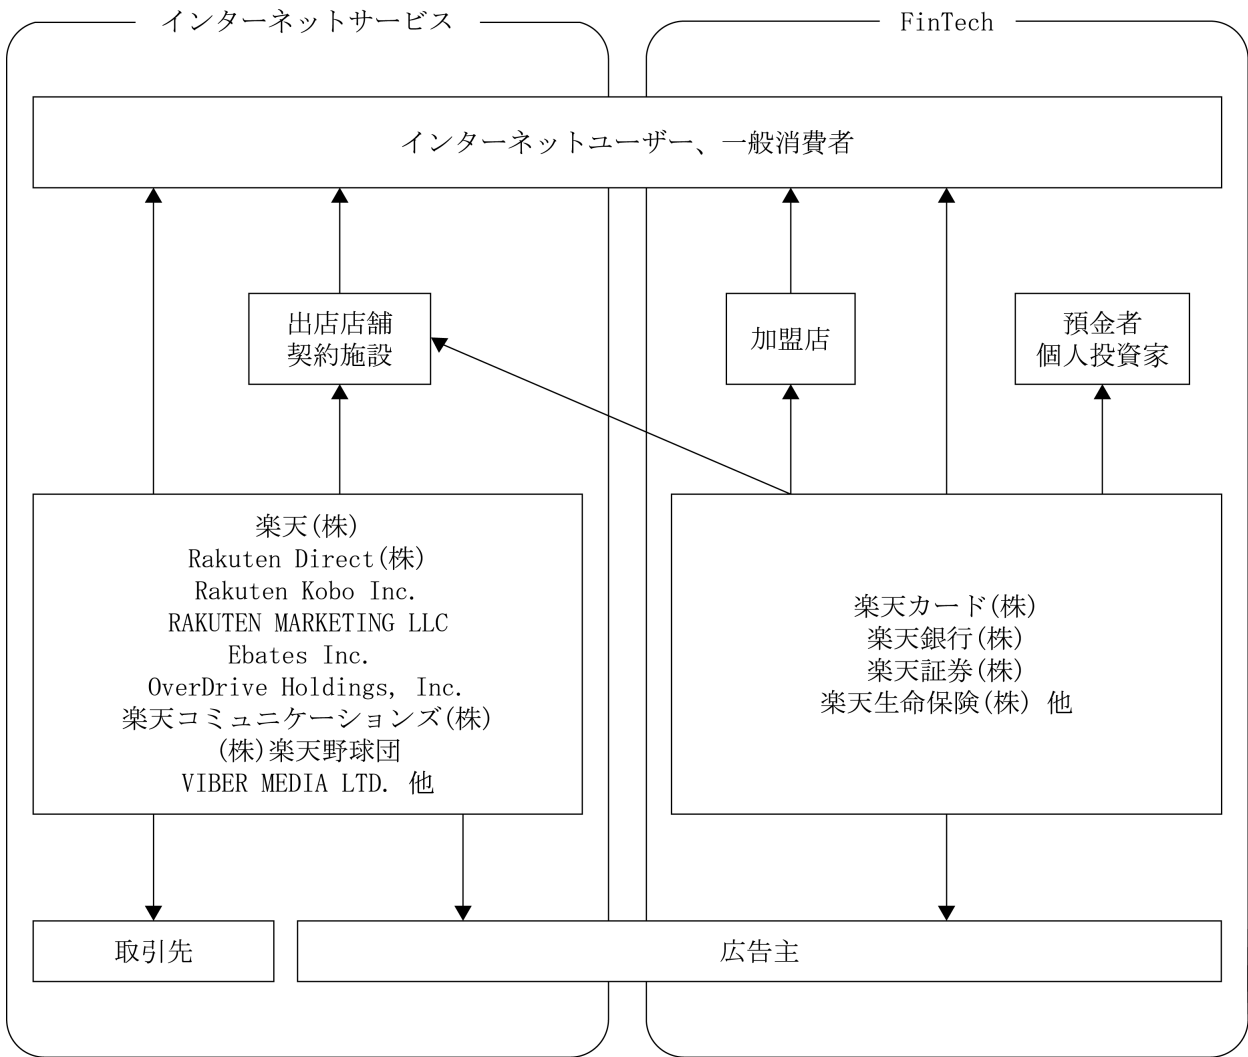 インターネットサービス
FinTech
インターネットユーザー、一般消費者
出店店舗
契約施設
加盟店
預金者
個人投資家
楽天(株)
Rakuten Direct(株)
Rakuten Kobo Inc.
RAKUTEN MARKETING LLC
Ebates Inc.
OverDrive Holdings, Inc.
楽天コミュニケーションズ(株)
(株)楽天野球団
VIBER MEDIA LTD. 他
楽天カード(株)
楽天銀行(株)
楽天証券(株)
楽天生命保険(株) 他
取引先
広告主